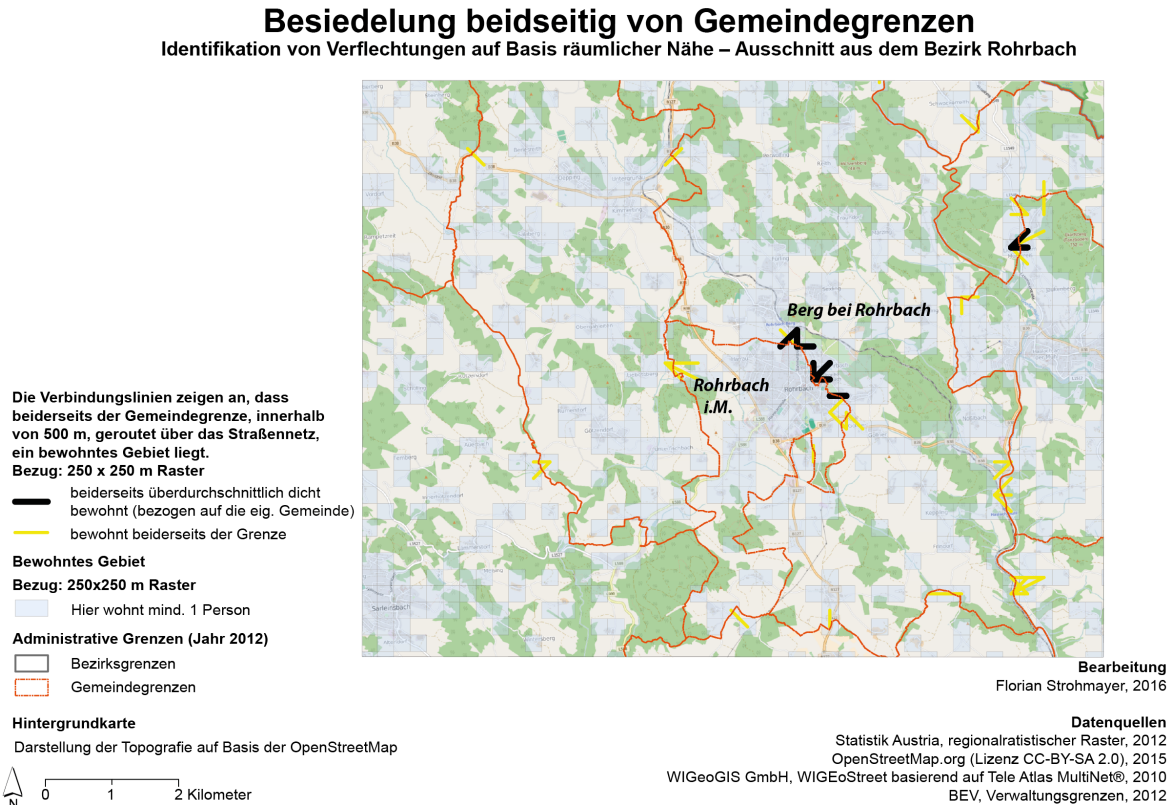 Besiedelung beidseitig von Gemeindegrenzen
Identifikation von Verflechtungen auf Basis räumlicher Nähe – Ausschnitt aus dem Bezirk Rohrbach
Berg bei Rohrbach
Rohrbach
i.M.
Rohrbach
Sarleinsbach
Die Verbindungslinien zeigen an, dass
beiderseits der Gemeindegrenze, innerhalb
von 500 m, geroutet über das Straßennetz,
ein bewohntes Gebiet liegt.
Bezug: 250 x 250 m Raster
beiderseits überdurchschnittlich dicht
bewohnt (bezogen auf die eig. Gemeinde)
bewohnt beiderseits der Grenze
Bewohntes Gebiet
Bezug: 250x250 m Raster
Hier wohnt mind. 1 Person
Administrative Grenzen (Jahr 2012)
Bezirksgrenzen
Gemeindegrenzen
Hintergrundkarte
Darstellung der Topografie auf Basis der OpenStreetMap
N
0 1 2 Kilometer
Bearbeitung
Florian Strohmayer, 2016
Datenquellen
Statistik Austria, regionalratistischer Raster, 2012
OpenStreetMap.org (Lizenz CC-BY-SA 2.0), 2015
WIGeoGIS GmbH, WIGEoStreet basierend auf Tele Atlas MultiNet®, 2010
BEV, Verwaltungsgrenzen, 2012